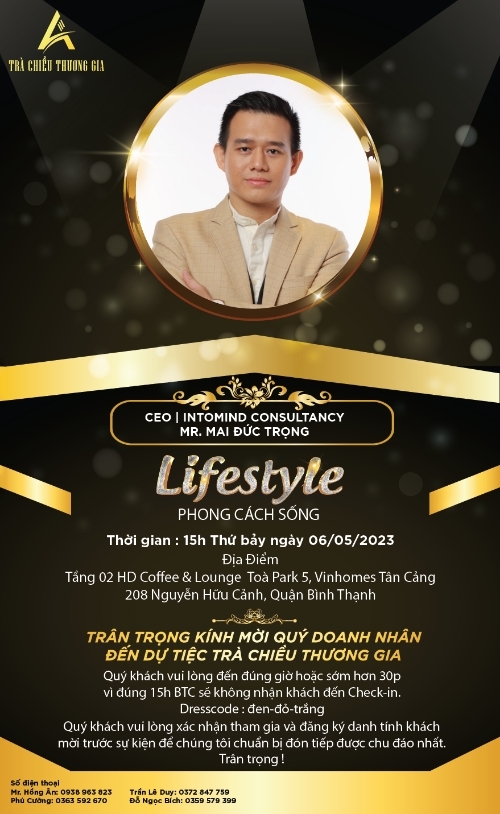 TRÀ CHIỀU THƯƠNG GIA
CEO | INTOMIND CONSULTANCY
MR. MAI ĐỨC TRỌNG
Lifestyle
PHONG CÁCH SỐNG
Thời gian : 15h Thứ bảy ngày 06/05/2023
Địa Điểm
Tầng 02 HD Coffee & Lounge Toà Park 5, Vinhomes Tân Cảng
208 Nguyễn Hữu Cảnh, Quận Bình Thạnh
TRÂN TRỌNG KÍNH MỜI QUÝ DOANH NHÂN
ĐẾN DỰ TIỆC TRÀ CHIỀU THƯƠNG GIA
Quý khách vui lòng đến đúng giờ hoặc sớm hơn 30p
vì đúng 15h BTC sẽ không nhận khách đến Check-in.
Dresscode : đen-đỏ-trắng
Quý khách vui lòng xác nhận tham gia và đăng ký danh tính khách
mời trước sự kiện để chúng tôi chuẩn bị đón tiếp được chu đáo nhất.
Trân trọng !
Số điện thoại
Mr. Hồng Ân: 0938 963 823 Trần Lê Duy: 0372 847 759
Phú Cường: 0363 592 670 Đỗ Ngọc Bích: 0359 579 399